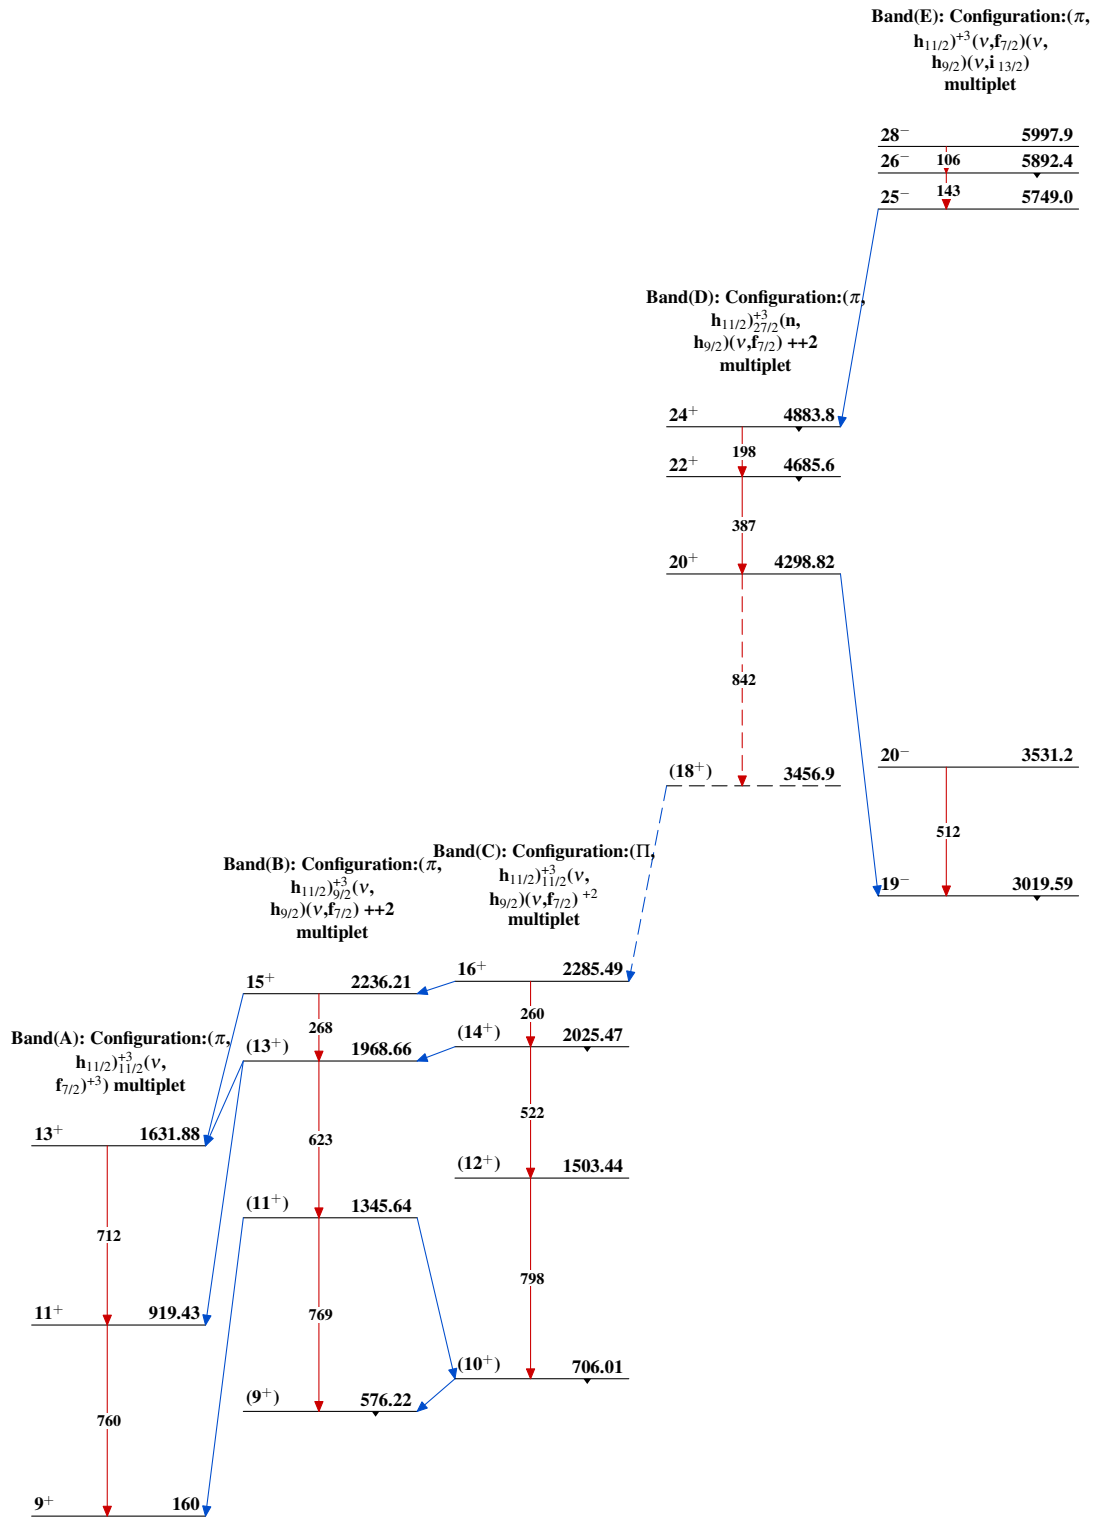 Band(E): Configuration:(π,
h11/2)+3(ν,f7/2)(ν,
h9/2)(ν,i 13/2)
multiplet
28− 5997.9
106
26− 5892.4
143
25− 5749.0
Band(D): Configuration:(π,
h11/2)+3 27/2(n,
h9/2)(ν,f7/2) ++2
multiplet
24+ 4883.8
198
22+ 4685.6
387
20+ 4298.82
842
(18+) 3456.9
20− 3531.2
512
19− 3019.59
Band(C): Configuration:(Π,
h11/2)+3 11/2(ν,
h9/2)(ν,f7/2) +2
multiplet
16+ 2285.49
260
(14+) 2025.47
522
(12+) 1503.44
798
(10+) 706.01
Band(B): Configuration:(π,
h11/2)+3 9/2(ν,
h9/2)(ν,f7/2) ++2
multiplet
15+ 2236.21
268
(13+) 1968.66
623
(11+) 1345.64
769
(9+) 576.22
Band(A): Configuration:(π,
h11/2)+3 11/2(ν,
f7/2)+3) multiplet
13+ 1631.88
712
11+ 919.43
760
9+ 160